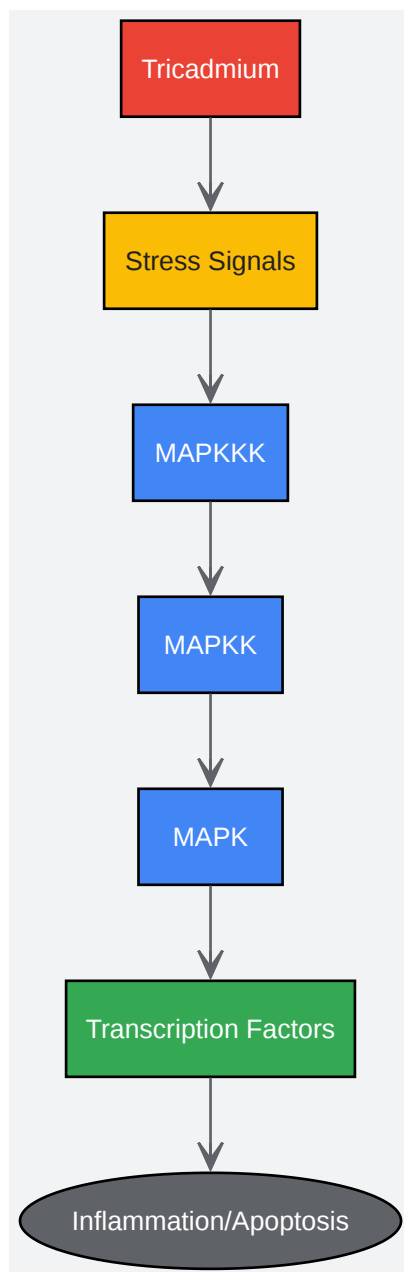 Tricadmium
Stress Signals
MAPKKK
MAPKK
MAPK
Transcription Factors
Inflammation/Apoptosis